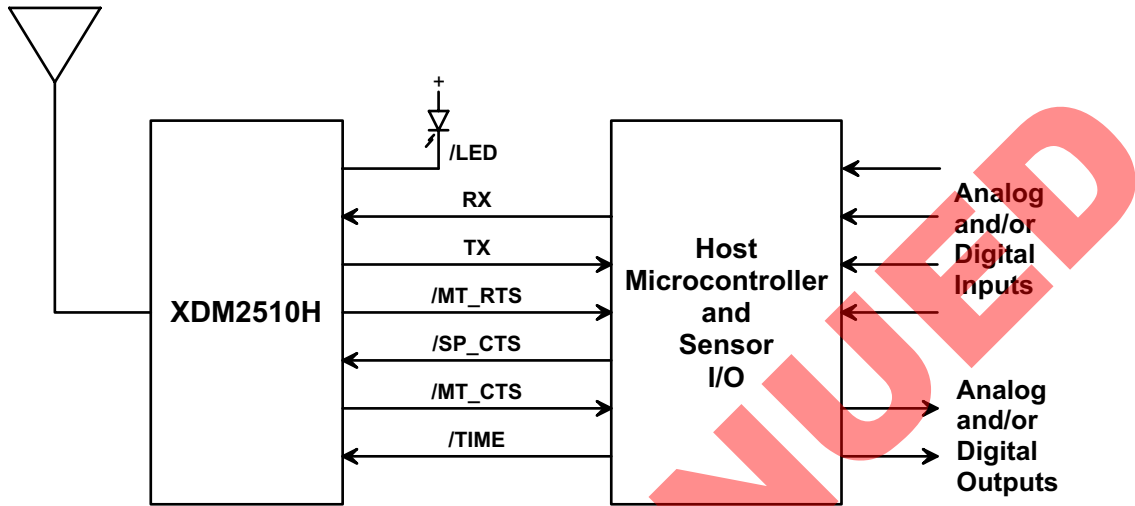 +
/LED
RX
TX
/MT_RTS
/SP_CTS
/MT_CTS
/TIME
XDM2510H
Host
Microcontroller
and
Sensor
I/O
Analog
and/or
Digital
Inputs
Analog
and/or
Digital
Outputs
NUED